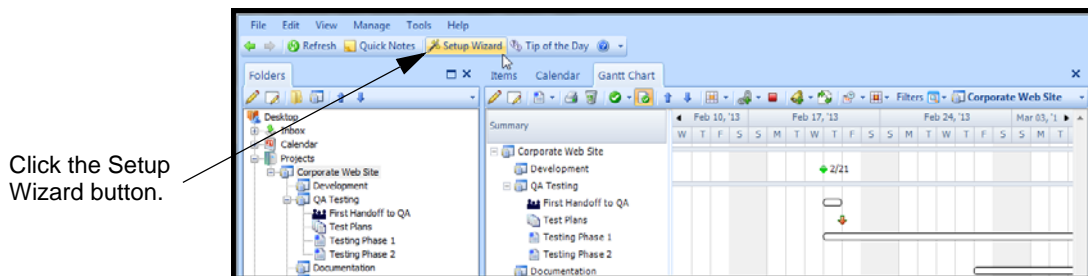 File Edit View Manage Tools Help
Refresh Quick Notes Setup Wizard Tip of the Day
Folders
Items Calendar Gantt Chart
Filters Corporate Web Site
Desktop
Inbox
Calendar
Projects
Corporate Web Site
Development
QA Testing
First Handoff to QA
Test Plans
Testing Phase 1
Testing Phase 2
Documentation
Summary
Feb 10, '13 Feb 17, '13 Feb 24, '13 Mar 03, '1
W T F S S M T W T F S S M T W T F S S M T
Corporate Web Site
Development
2/21
QA Testing
First Handoff to QA
Test Plans
Testing Phase 1
Testing Phase 2
Documentation
Click the Setup
Wizard button.